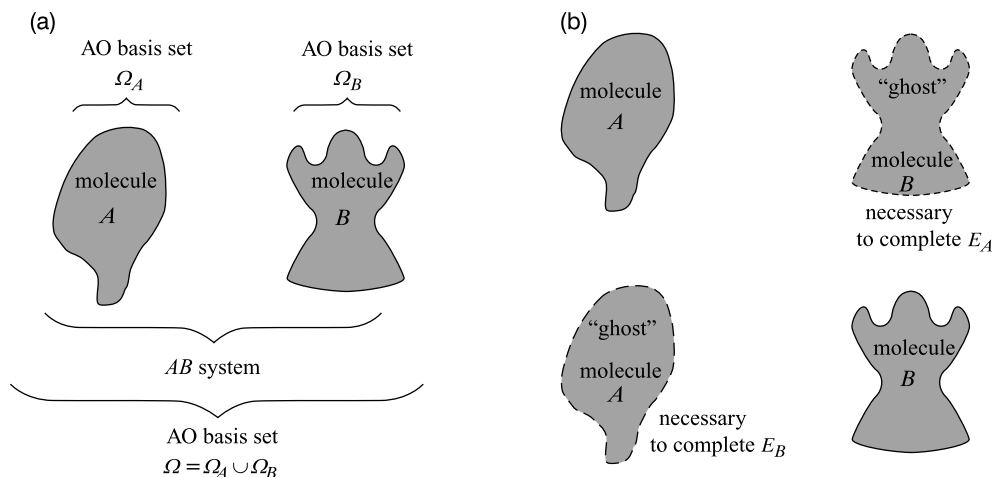 (a)
AO basis set
Ω_A
AO basis set
Ω_B
molecule
A
molecule
B
AB system
AO basis set
Ω = Ω_A ∪ Ω_B
(b)
molecule
A
“ghost”
molecule
B
necessary
to complete E_A
“ghost”
molecule
A
necessary
to complete E_B
molecule
B